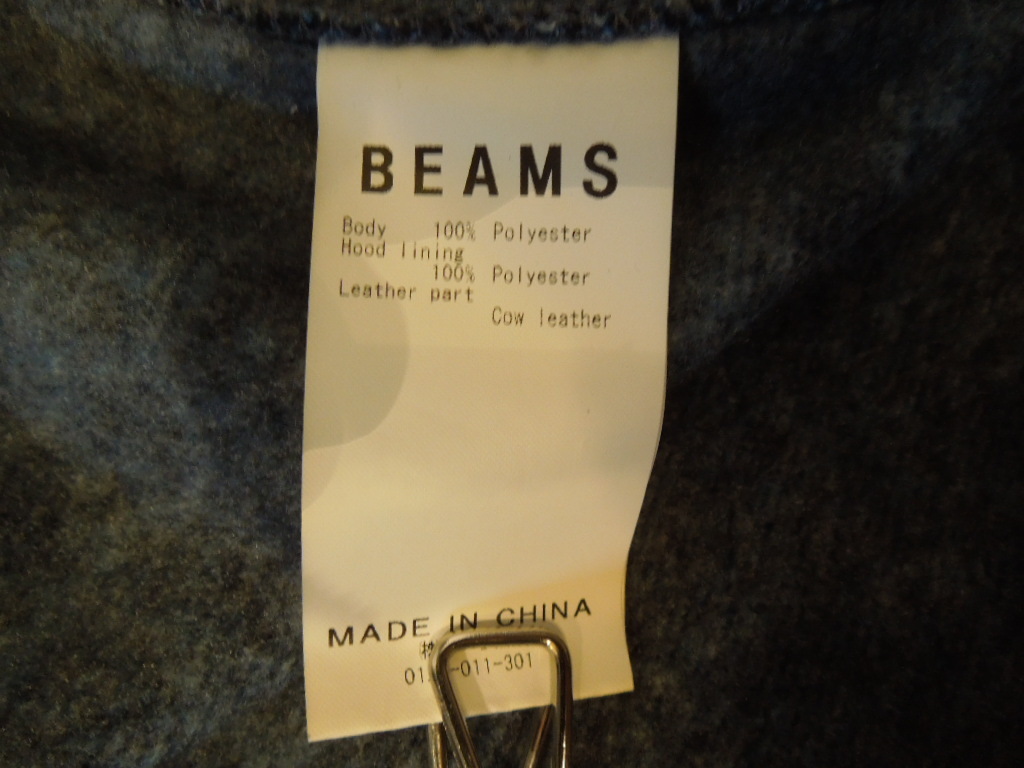 BEAMS
Body 100% Polyester
Hood lining
100% Polyester
Leather part
Cow leather
MADE IN CHINA
-011-301